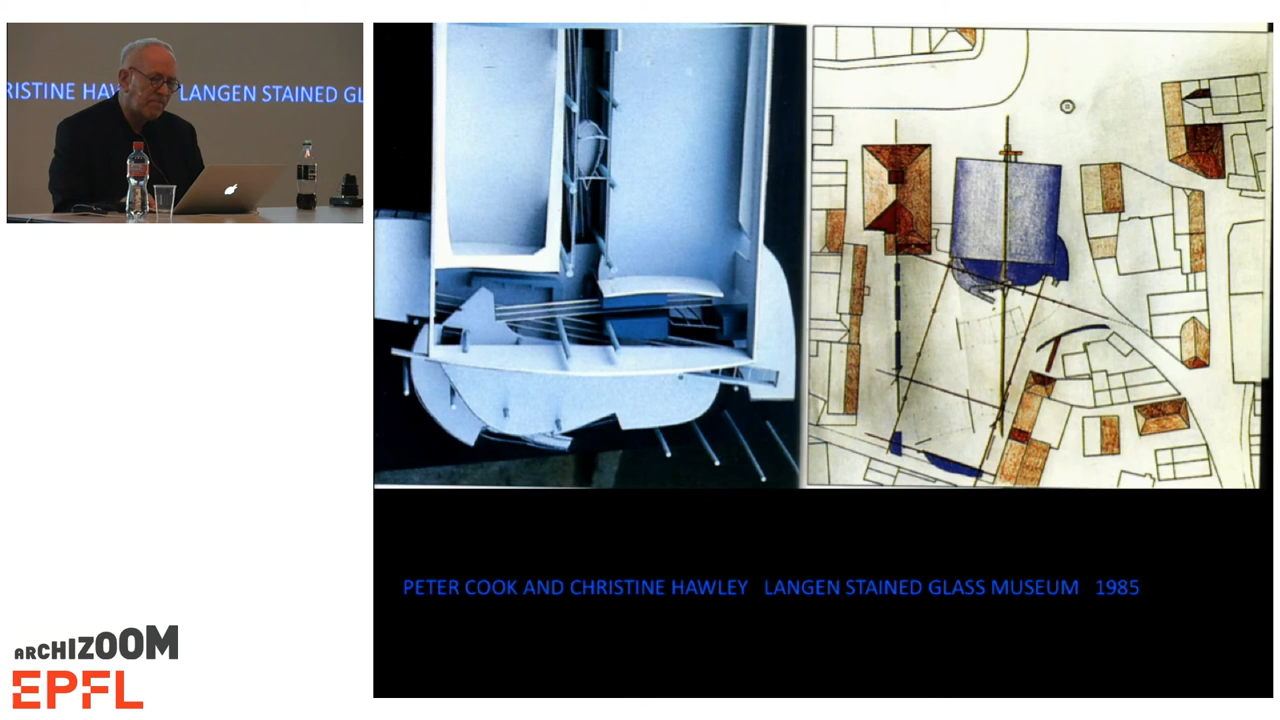 RISTINE HAW LANGEN STAINED GL
PETER COOK AND CHRISTINE HAWLEY LANGEN STAINED GLASS MUSEUM 1985
ARCHIZOOM
EPFL